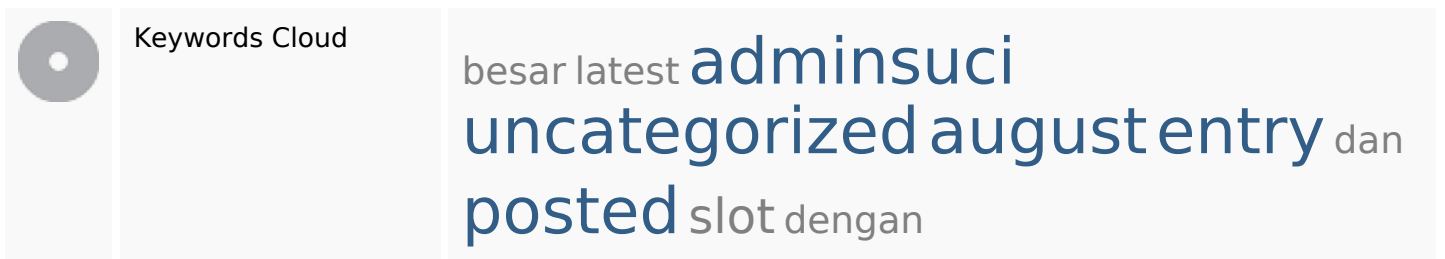 Keywords Cloud
besar latest adminsuci
uncategorized august entry dan
posted slot dengan